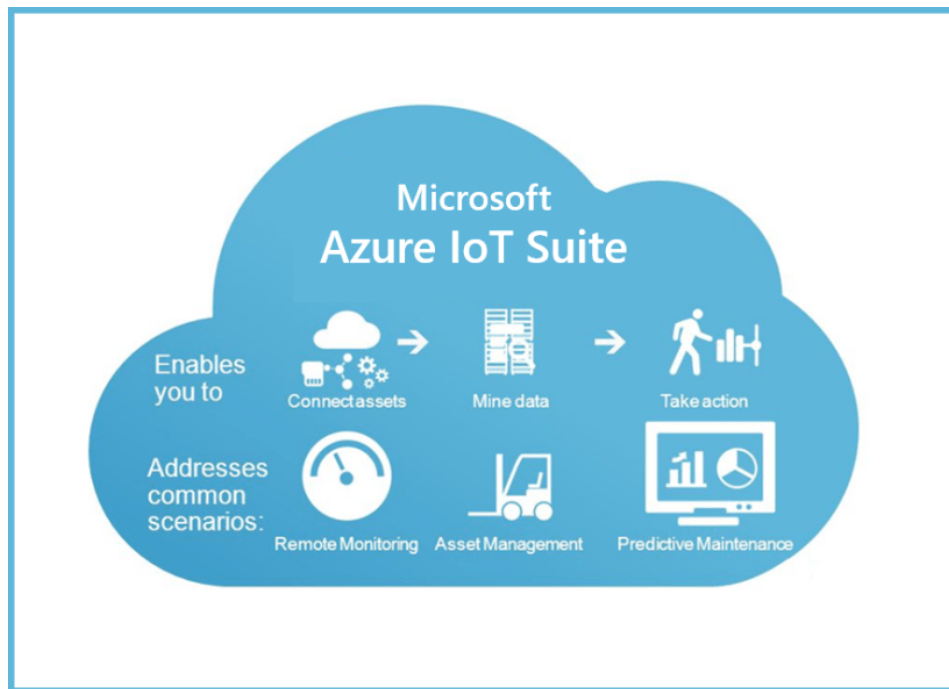 Microsoft
Azure IoT Suite
Enables
you to
Connect assets
Mine data
Take action
Addresses
common
scenarios:
Remote Monitoring
Asset Management
Predictive Maintenance